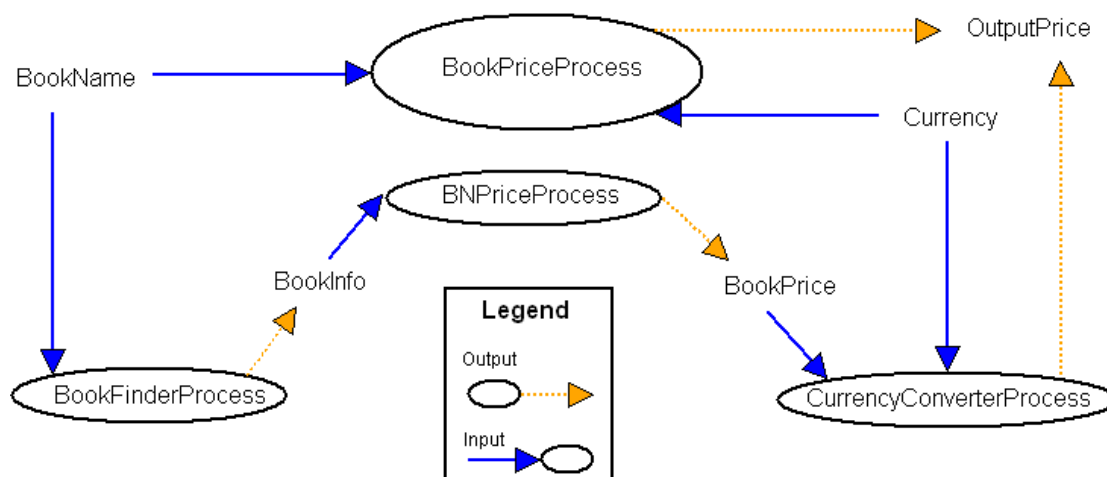 OutputPrice
BookPriceProcess
BookName
Currency
BNPriceProcess
BookInfo
BookPrice
Legend
Output
BookFinderProcess
CurrencyConverterProcess
Input